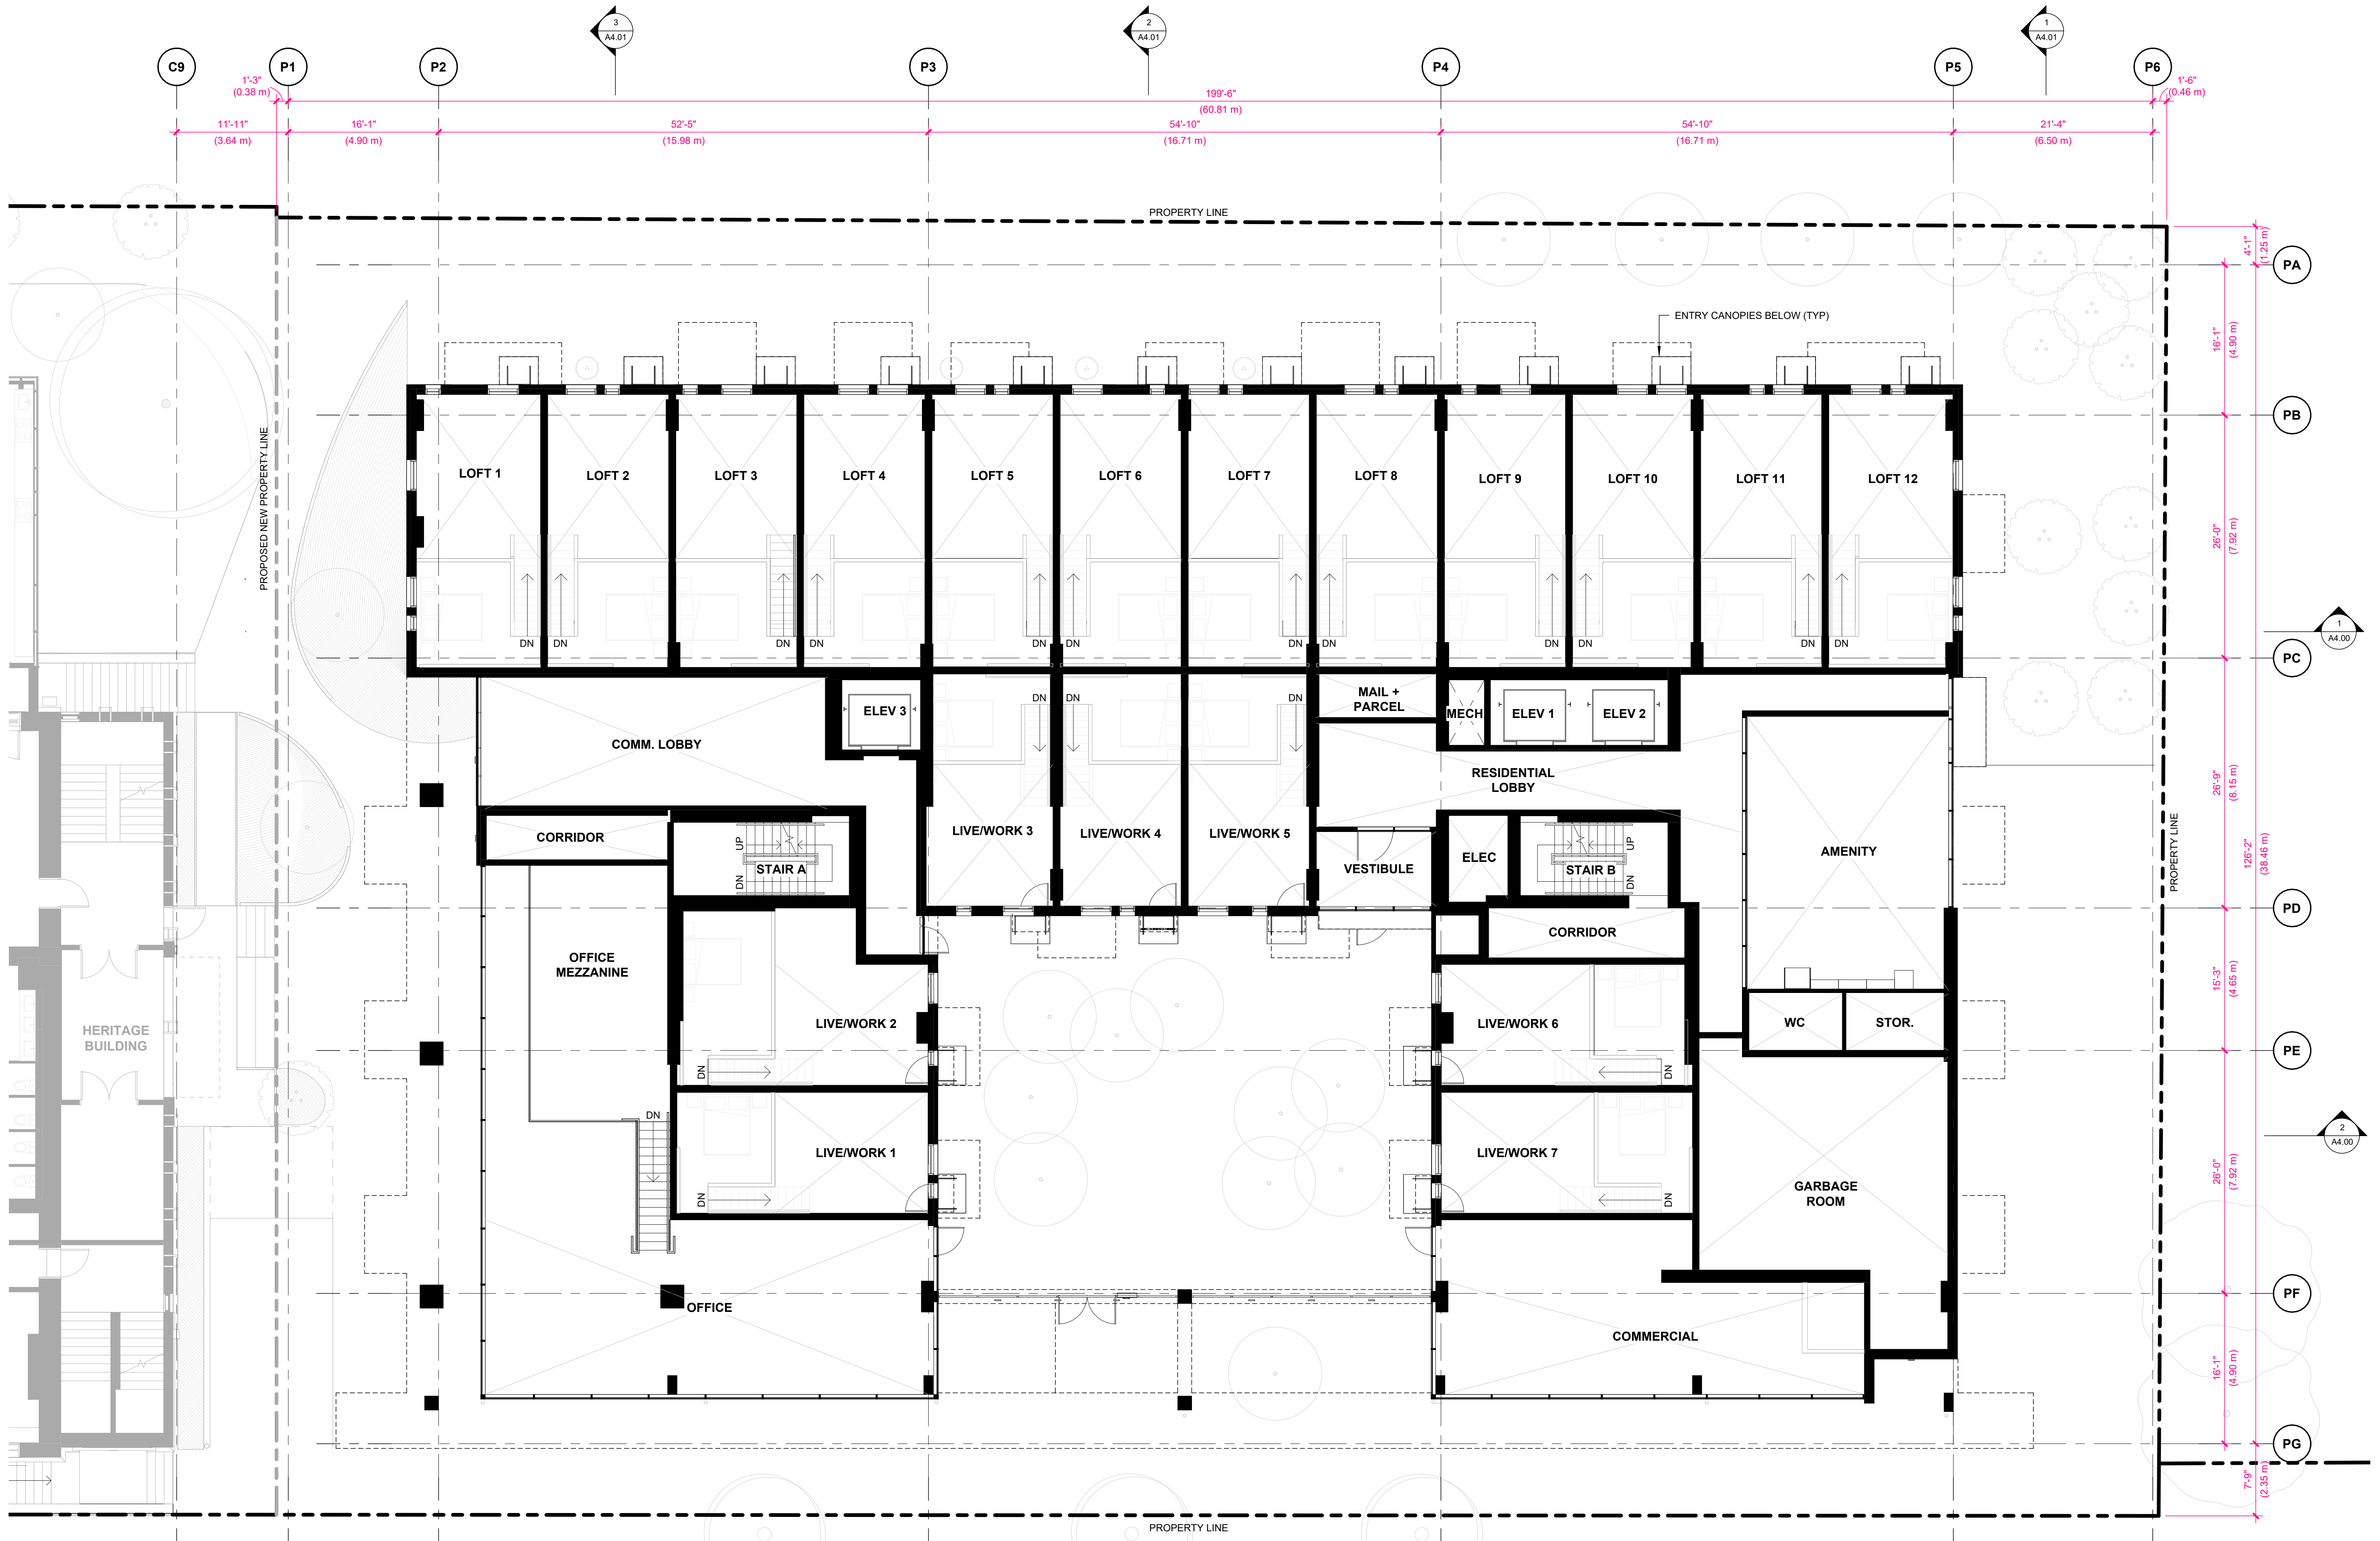 3
A4.01
2
A4.01
1
A4.01
C9
P1
P2
P3
P4
P5
P6
1'-3"
(0.38 m)
199'-6"
(60.81 m)
1'-6"
(0.46 m)
11'-11"
(3.64 m)
16'-1"
(4.90 m)
52'-5"
(15.98 m)
54'-10"
(16.71 m)
54'-10"
(16.71 m)
21'-4"
(6.50 m)
PROPERTY LINE
4'-1"
(1.25 m)
PA
ENTRY CANOPIES BELOW (TYP)
16'-1"
(4.90 m)
PB
PROPOSED NEW PROPERTY LINE
LOFT 1
LOFT 2
LOFT 3
LOFT 4
LOFT 5
LOFT 6
LOFT 7
LOFT 8
LOFT 9
LOFT 10
LOFT 11
LOFT 12
26'-0"
(7.92 m)
1
A4.00
DN
DN
DN
DN
DN
DN
DN
DN
DN
DN
DN
DN
PC
ELEV 3
DN
DN
DN
MAIL +
PARCEL
MECH
ELEV 1
ELEV 2
COMM. LOBBY
RESIDENTIAL
LOBBY
26'-9"
(8.15 m)
CORRIDOR
UP
STAIR A
DN
LIVE/WORK 3
LIVE/WORK 4
LIVE/WORK 5
VESTIBULE
ELEC
UP
STAIR B
DN
AMENITY
PROPERTY LINE
126'-2"
(38.46 m)
PD
CORRIDOR
OFFICE
MEZZANINE
15'-3"
(4.65 m)
HERITAGE
BUILDING
LIVE/WORK 2
LIVE/WORK 6
WC
STOR.
PE
DN
DN
DN
2
A4.00
LIVE/WORK 1
LIVE/WORK 7
26'-0"
(7.92 m)
DN
DN
GARBAGE
ROOM
PF
OFFICE
COMMERCIAL
16'-1"
(4.90 m)
PG
7'-9"
(2.35 m)
PROPERTY LINE